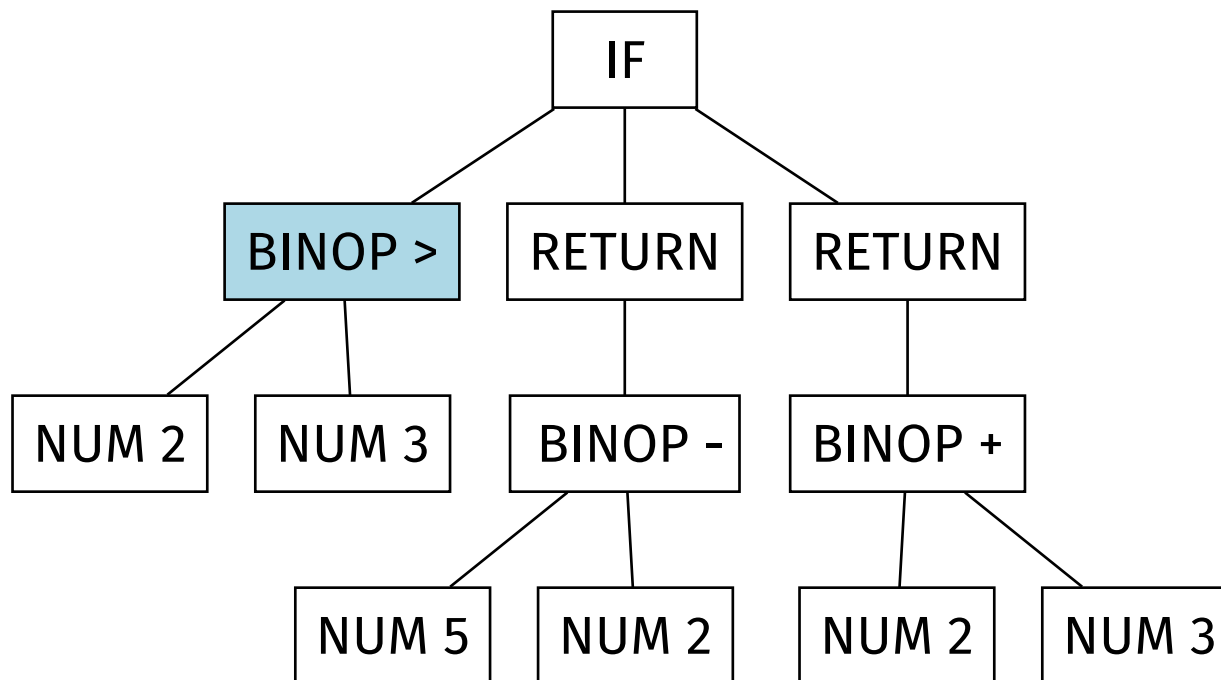 IF
BINOP >
RETURN
RETURN
NUM 2
NUM 3
BINOP -
BINOP +
NUM 5
NUM 2
NUM 2
NUM 3